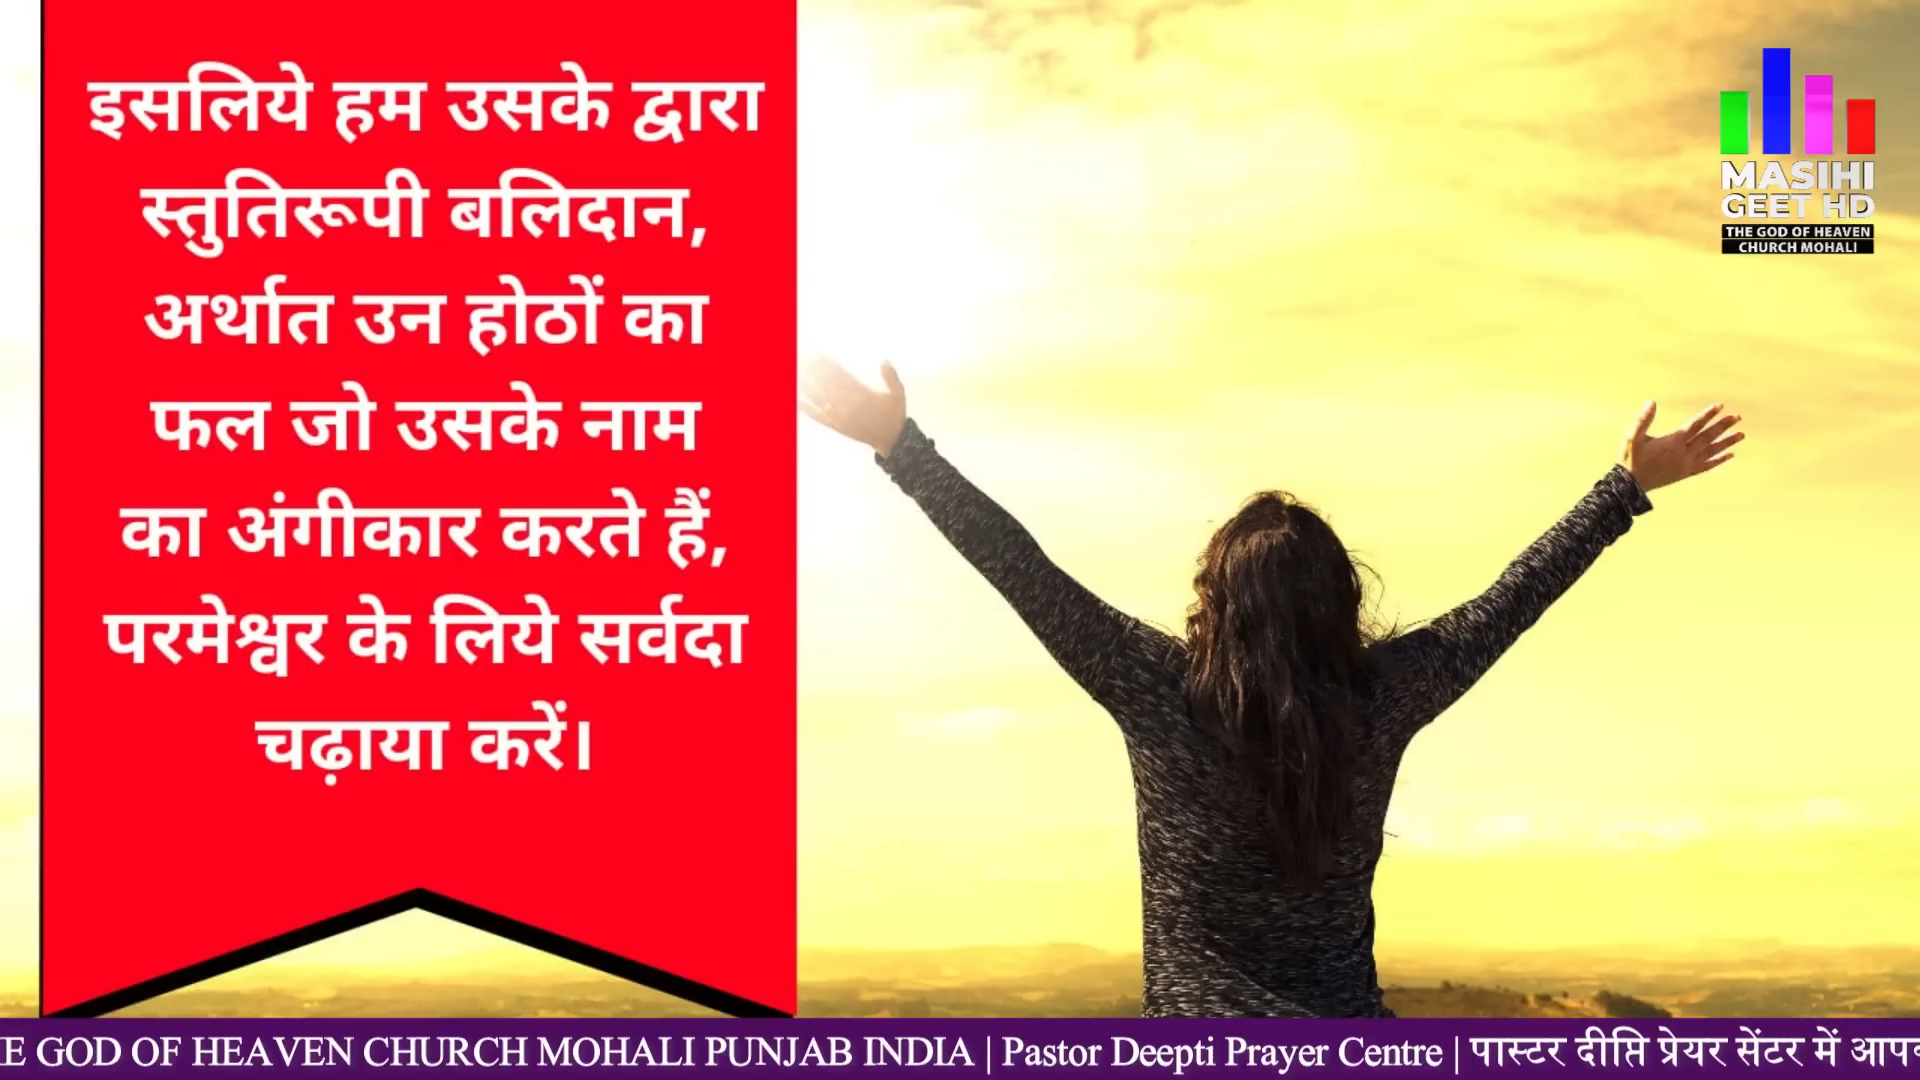 इसलिये हम उसके द्वारा
स्तुतिरूपी बलिदान,
अर्थात उन होठों का
फल जो उसके नाम
का अंगीकार करते हैं,
परमेश्वर के लिये सर्वदा
चढ़ाया करें।
MASIHI
GEET HD
THE GOD OF HEAVEN
CHURCH MOHALI
E GOD OF HEAVEN CHURCH MOHALI PUNJAB INDIA | Pastor Deepti Prayer Centre | पास्टर दीप्ति प्रेयर सेंटर में